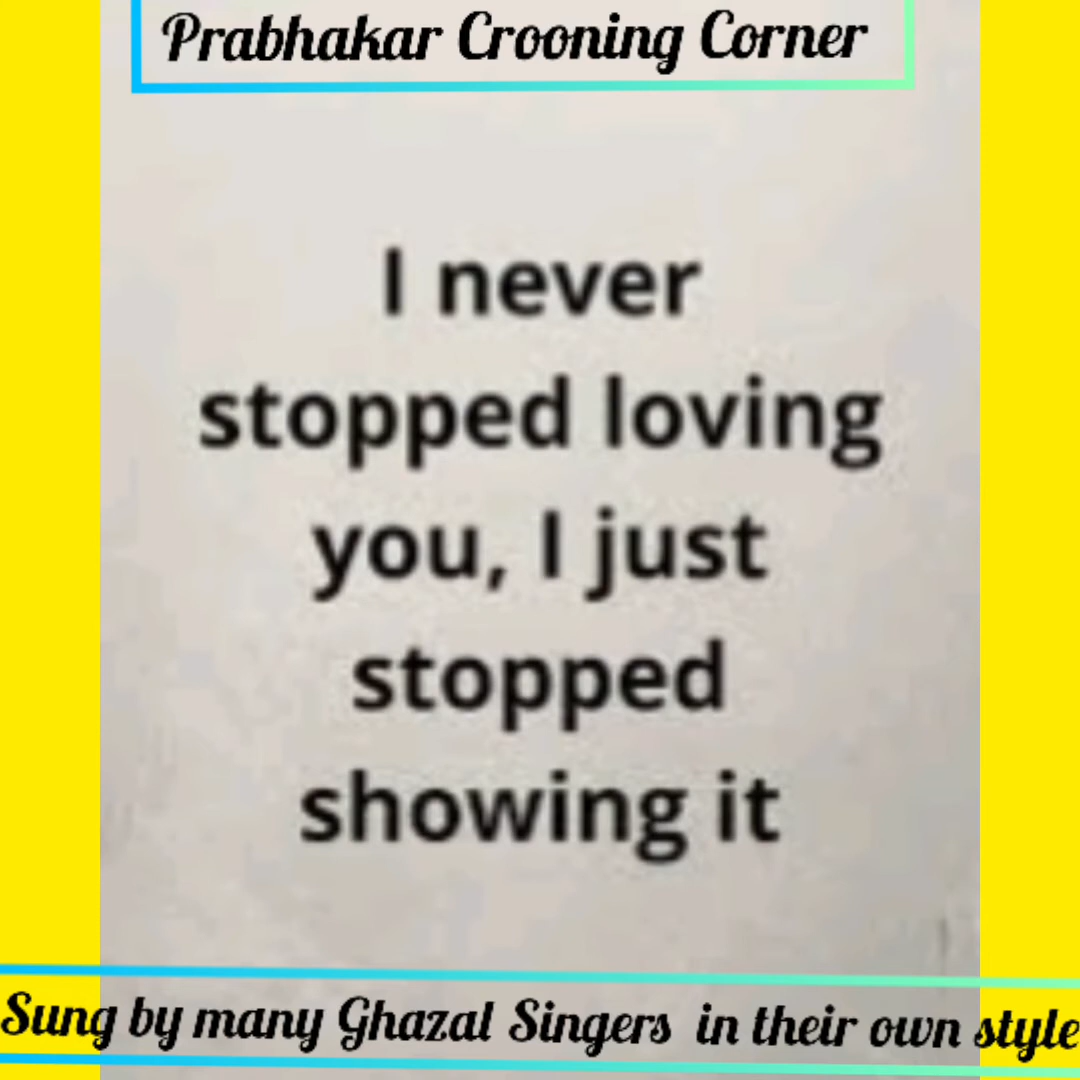 Prabhakar Crooning Corner
I never
stopped loving
you, I just
stopped
showing it
Sung by many Ghazal Singers in their own style